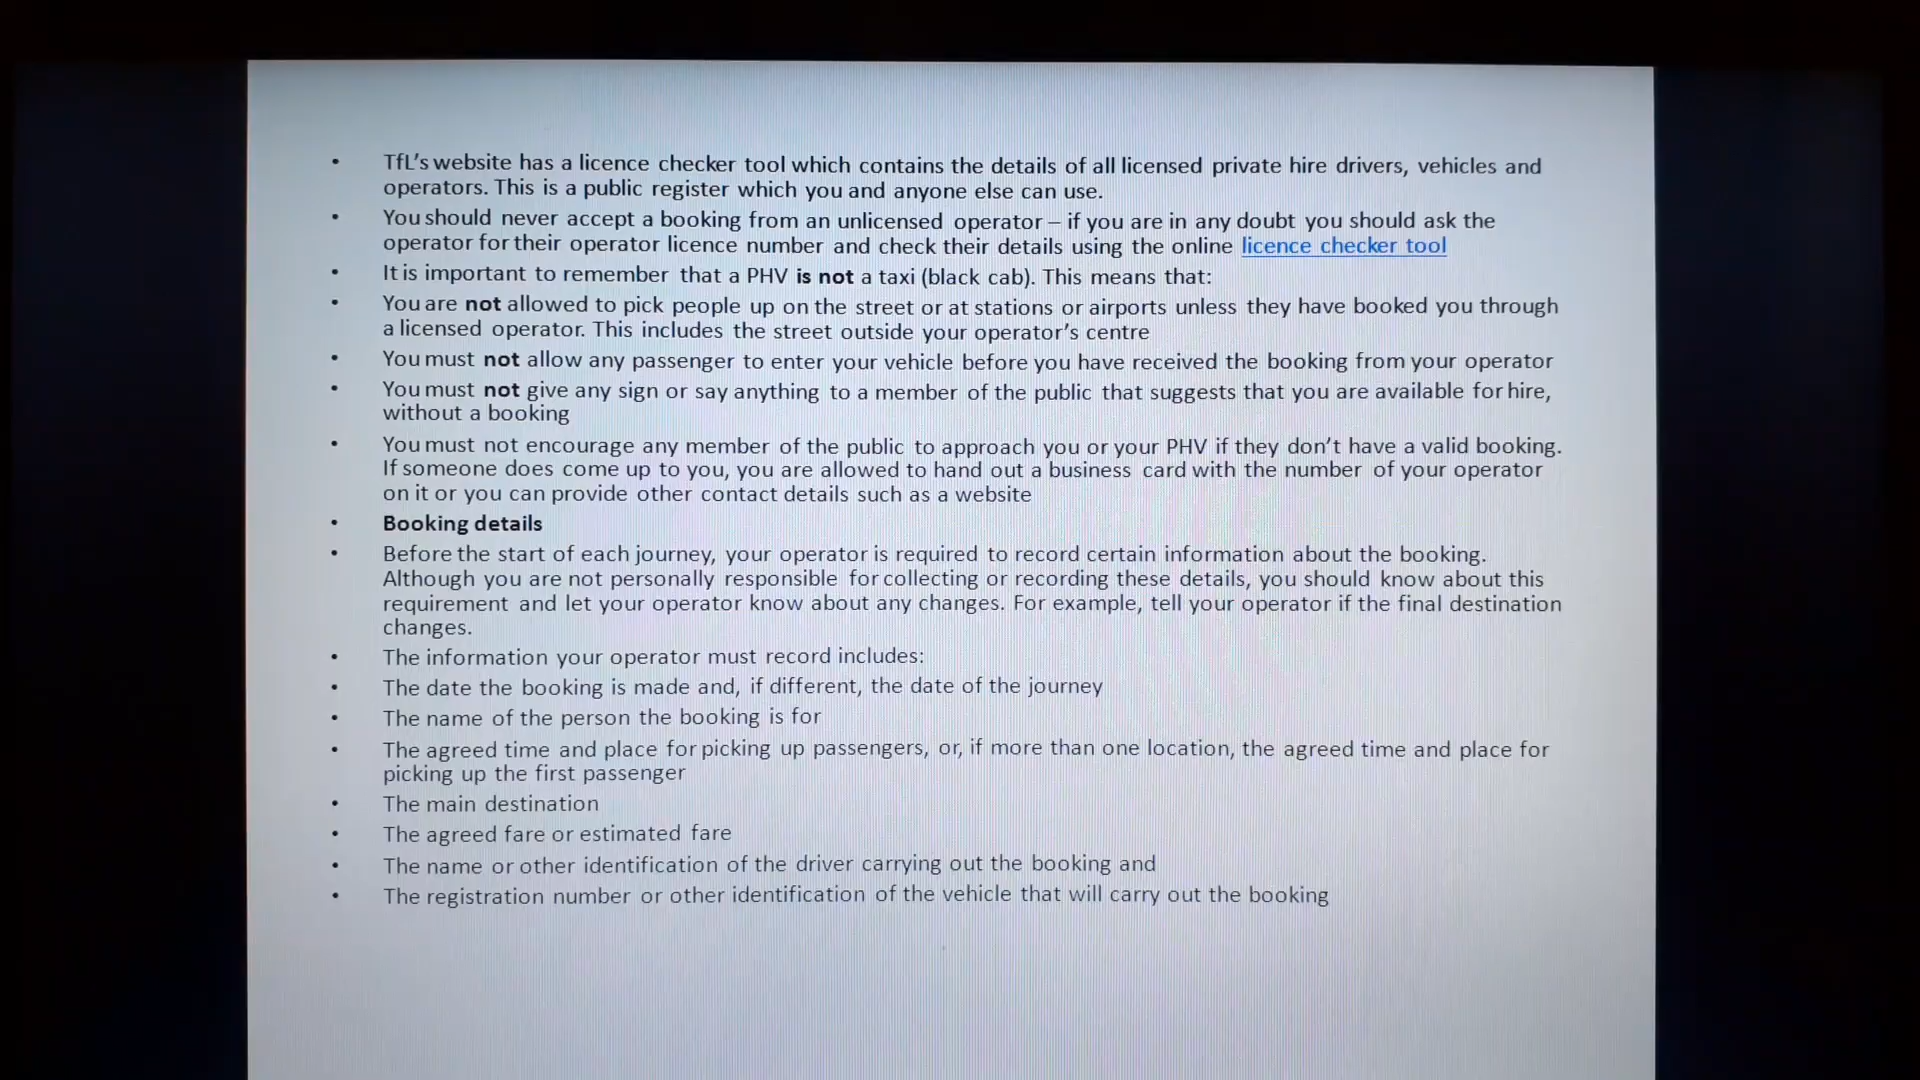 • TfL's website has a licence checker tool which contains the details of all licensed private hire drivers, vehicles and
operators. This is a public register which you and anyone else can use.
• You should never accept a booking from an unlicensed operator – if you are in any doubt you should ask the
operator for their operator licence number and check their details using the online licence checker tool
• It is important to remember that a PHV is not a taxi (black cab). This means that:
• You are not allowed to pick people up on the street or at stations or airports unless they have booked you through
a licensed operator. This includes the street outside your operator's centre
• You must not allow any passenger to enter your vehicle before you have received the booking from your operator
• You must not give any sign or say anything to a member of the public that suggests that you are available for hire,
without a booking
• You must not encourage any member of the public to approach you or your PHV if they don't have a valid booking.
If someone does come up to you, you are allowed to hand out a business card with the number of your operator
on it or you can provide other contact details such as a website
• Booking details
• Before the start of each journey, your operator is required to record certain information about the booking.
Although you are not personally responsible for collecting or recording these details, you should know about this
requirement and let your operator know about any changes. For example, tell your operator if the final destination
changes.
• The information your operator must record includes:
• The date the booking is made and, if different, the date of the journey
• The name of the person the booking is for
• The agreed time and place for picking up passengers, or, if more than one location, the agreed time and place for
picking up the first passenger
• The main destination
• The agreed fare or estimated fare
• The name or other identification of the driver carrying out the booking and
• The registration number or other identification of the vehicle that will carry out the booking